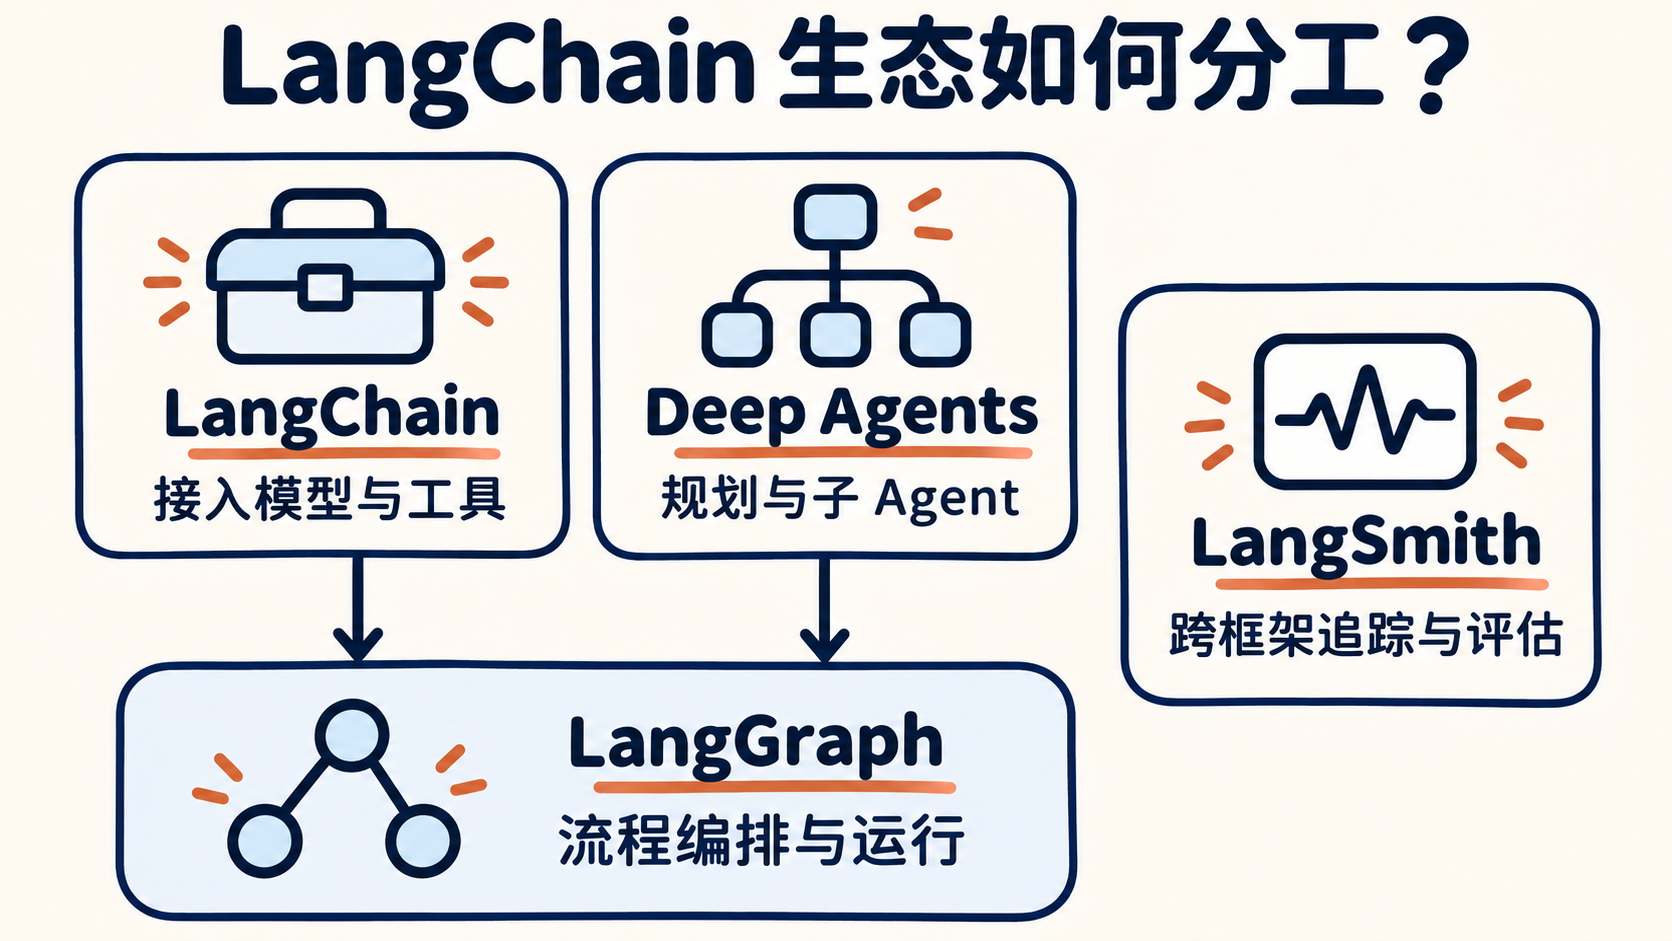 LangChain 生态如何分工？
LangChain
接入模型与工具
Deep Agents
规划与子 Agent
LangSmith
跨框架追踪与评估
LangGraph
流程编排与运行